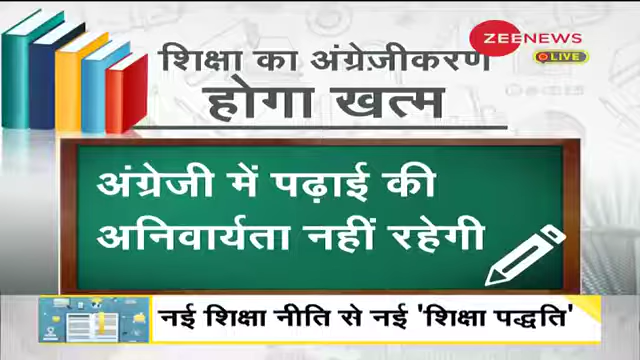 ZEENEWS
LIVE
शिक्षा का अंग्रेज़ीकरण
होगा खत्म
अंग्रेजी में पढ़ाई की
अनिवार्यता नहीं रहेगी
नई शिक्षा नीति से नई 'शिक्षा पद्धति'